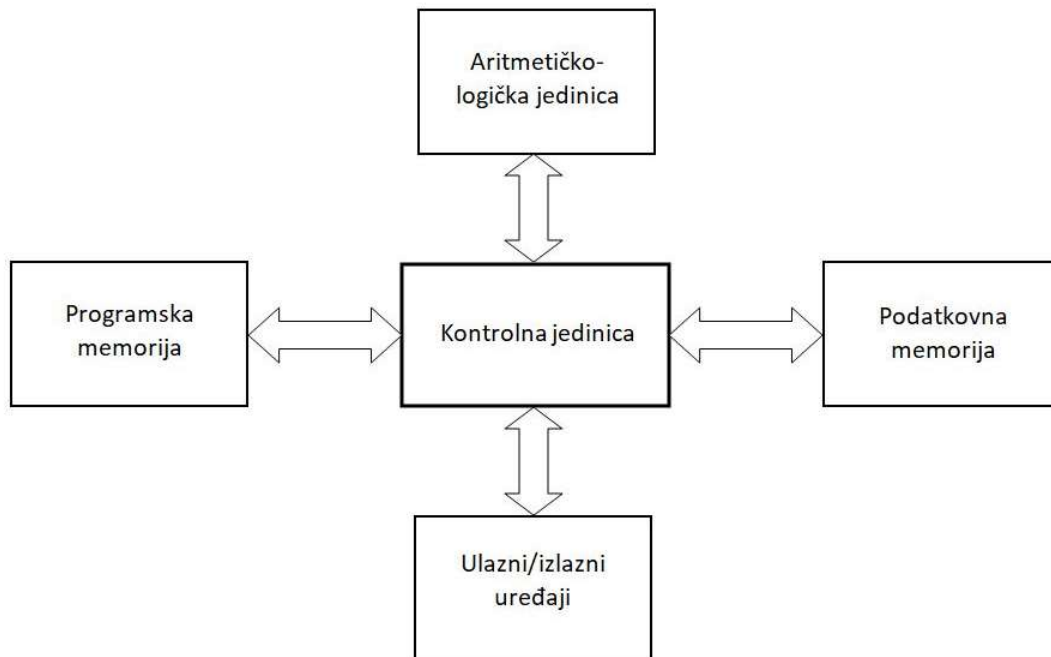 Aritmetičko-
logička jedinica
Programska
memorija
Kontrolna jedinica
Podatkovna
memorija
Ulazni/izlazni
uređaji